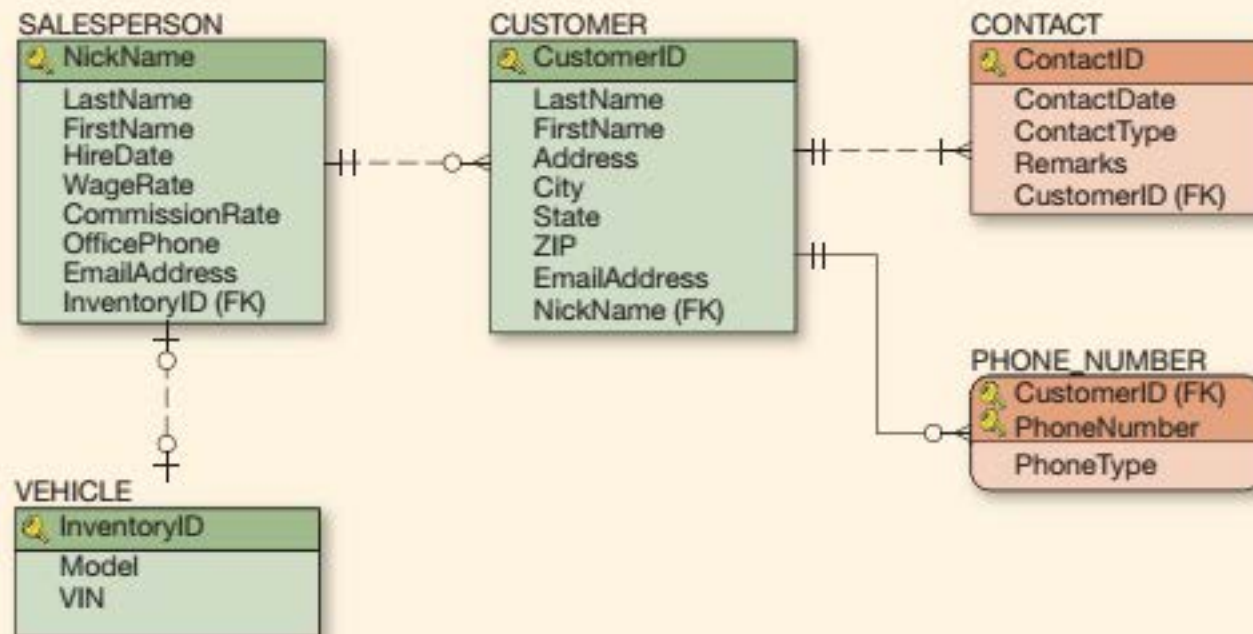 SALESPERSON
NickName
LastName
FirstName
HireDate
WageRate
CommissionRate
OfficePhone
EmailAddress
InventoryID (FK)
CUSTOMER
CustomerID
LastName
FirstName
Address
City
State
ZIP
EmailAddress
NickName (FK)
CONTACT
ContactID
ContactDate
ContactType
Remarks
CustomerID (FK)
PHONE_NUMBER
CustomerID (FK)
PhoneNumber
PhoneType
VEHICLE
InventoryID
Model
VIN